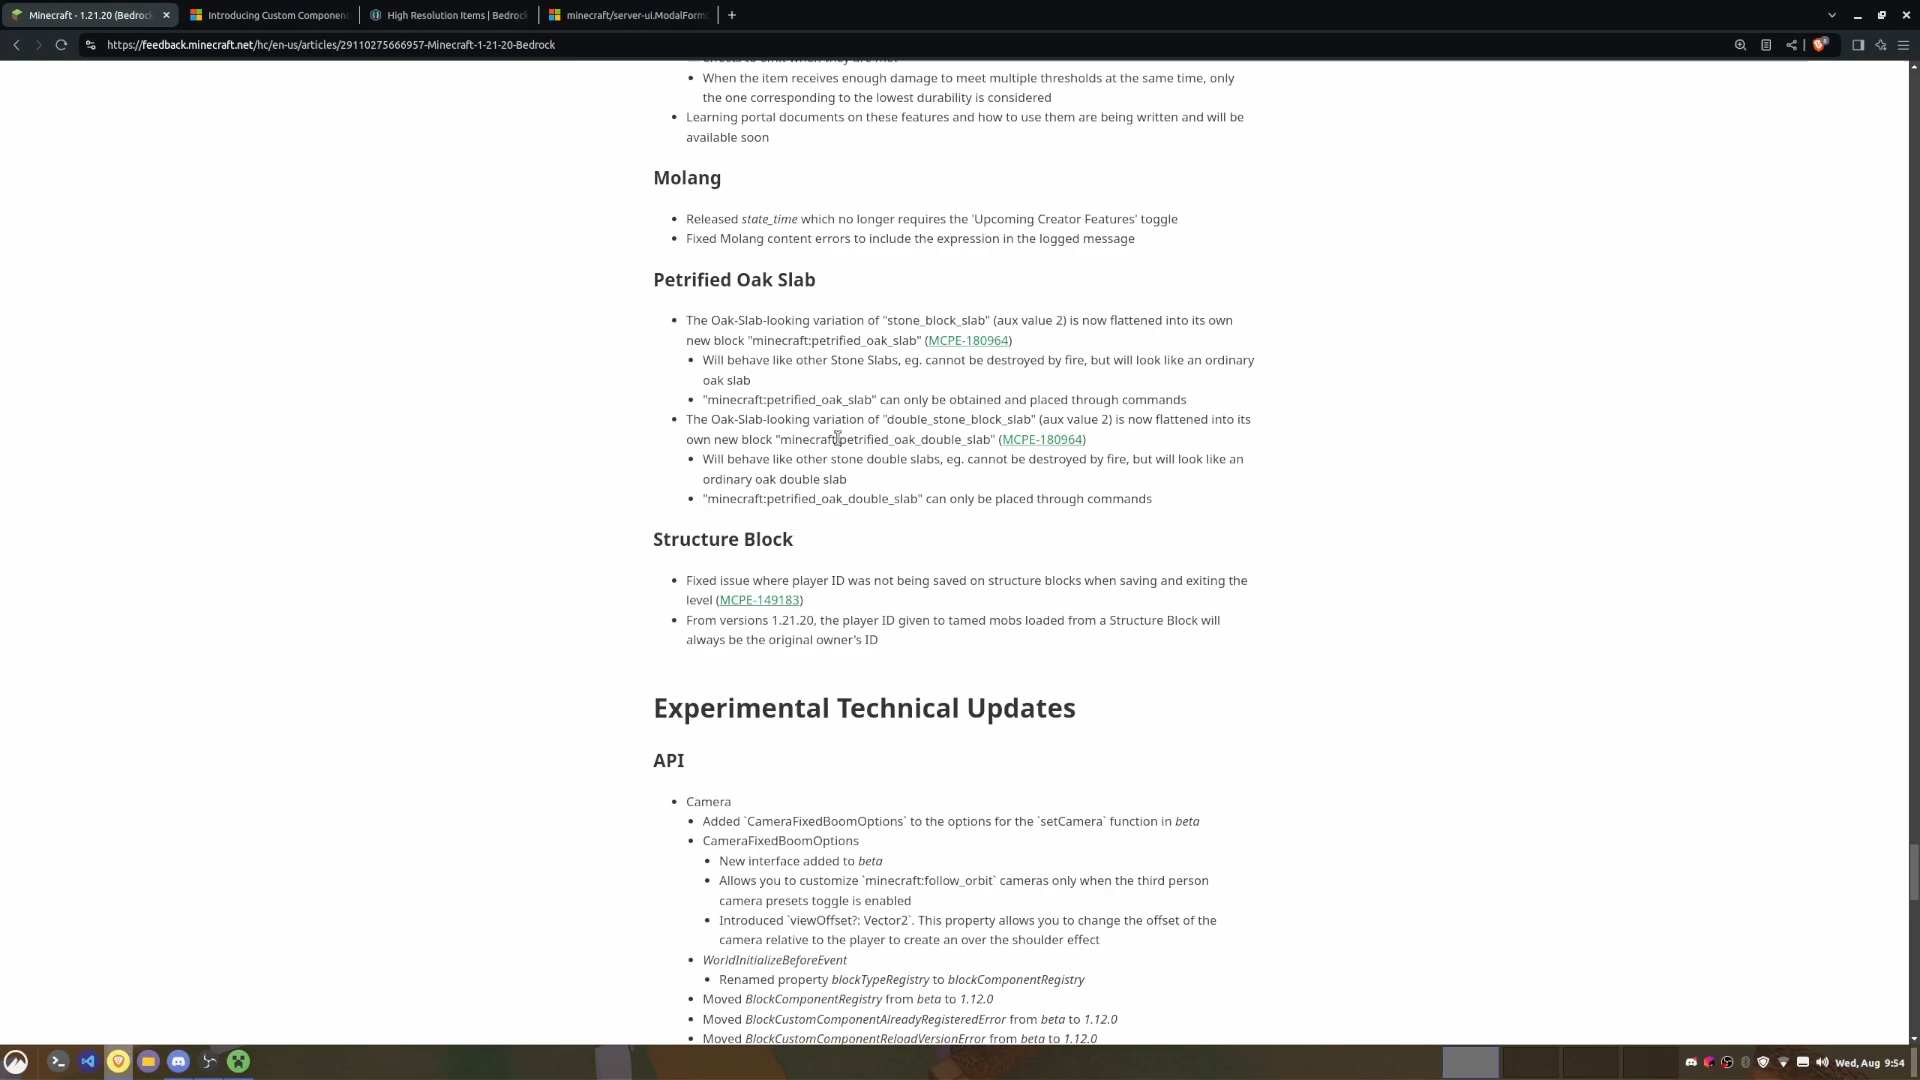 Minecraft - 1.21.20 (Bedroc
Introducing Custom Component
High Resolution Items | Bedroc
minecraft/server-ui.ModalForm
https://feedback.minecraft.net/hc/en-us/articles/29110275666957-Minecraft-1-21-20-Bedrock
When the item receives enough damage to meet multiple thresholds at the same time, only
the one corresponding to the lowest durability is considered
Learning portal documents on these features and how to use them are being written and will be
available soon
Molang
Released state_time which no longer requires the 'Upcoming Creator Features' toggle
Fixed Molang content errors to include the expression in the logged message
Petrified Oak Slab
The Oak-Slab-looking variation of "stone_block_slab" (aux value 2) is now flattened into its own
new block "minecraft:petrified_oak_slab" (MCPE-180964)
Will behave like other Stone Slabs, eg. cannot be destroyed by fire, but will look like an ordinary
oak slab
"minecraft:petrified_oak_slab" can only be obtained and placed through commands
The Oak-Slab-looking variation of "double_stone_block_slab" (aux value 2) is now flattened into its
own new block "minecraft:petrified_oak_double_slab" (MCPE-180964)
Will behave like other stone double slabs, eg. cannot be destroyed by fire, but will look like an
ordinary oak double slab
"minecraft:petrified_oak_double_slab" can only be placed through commands
Structure Block
Fixed issue where player ID was not being saved on structure blocks when saving and exiting the
level (MCPE-149183)
From versions 1.21.20, the player ID given to tamed mobs loaded from a Structure Block will
always be the original owner's ID
Experimental Technical Updates
API
Camera
Added `CameraFixedBoomOptions` to the options for the `setCamera` function in beta
CameraFixedBoomOptions
New interface added to beta
Allows you to customize `minecraft:follow_orbit` cameras only when the third person
camera presets toggle is enabled
Introduced `viewOffset?: Vector2`. This property allows you to change the offset of the
camera relative to the player to create an over the shoulder effect
WorldInitializeBeforeEvent
Renamed property blockTypeRegistry to blockComponentRegistry
Moved BlockComponentRegistry from beta to 1.12.0
Moved BlockCustomComponentAlreadyRegisteredError from beta to 1.12.0
Moved BlockCustomComponentReloadVersionError from beta to 1.12.0
Wed, Aug 9:54